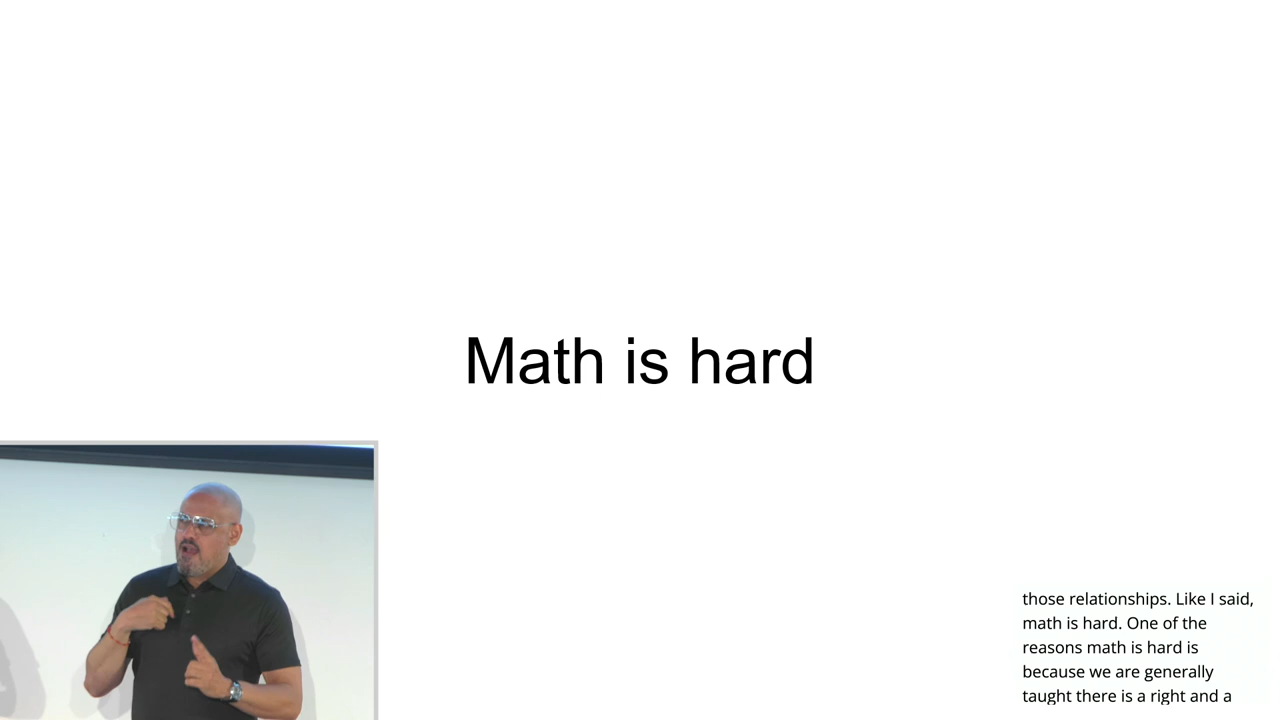 Math is hard
those relationships. Like I said,
math is hard. One of the
reasons math is hard is
because we are generally
taught there is a right and a